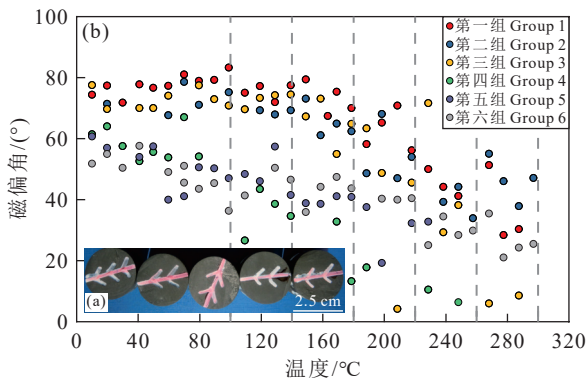 100
80
60
40
20
0
磁偏角/(°)
(b)
第一组 Group 1
第二组 Group 2
第三组 Group 3
第四组 Group 4
第五组 Group 5
第六组 Group 6
(a)
2.5 cm
0 40 80 120 160 200 240 280 320
温度/℃